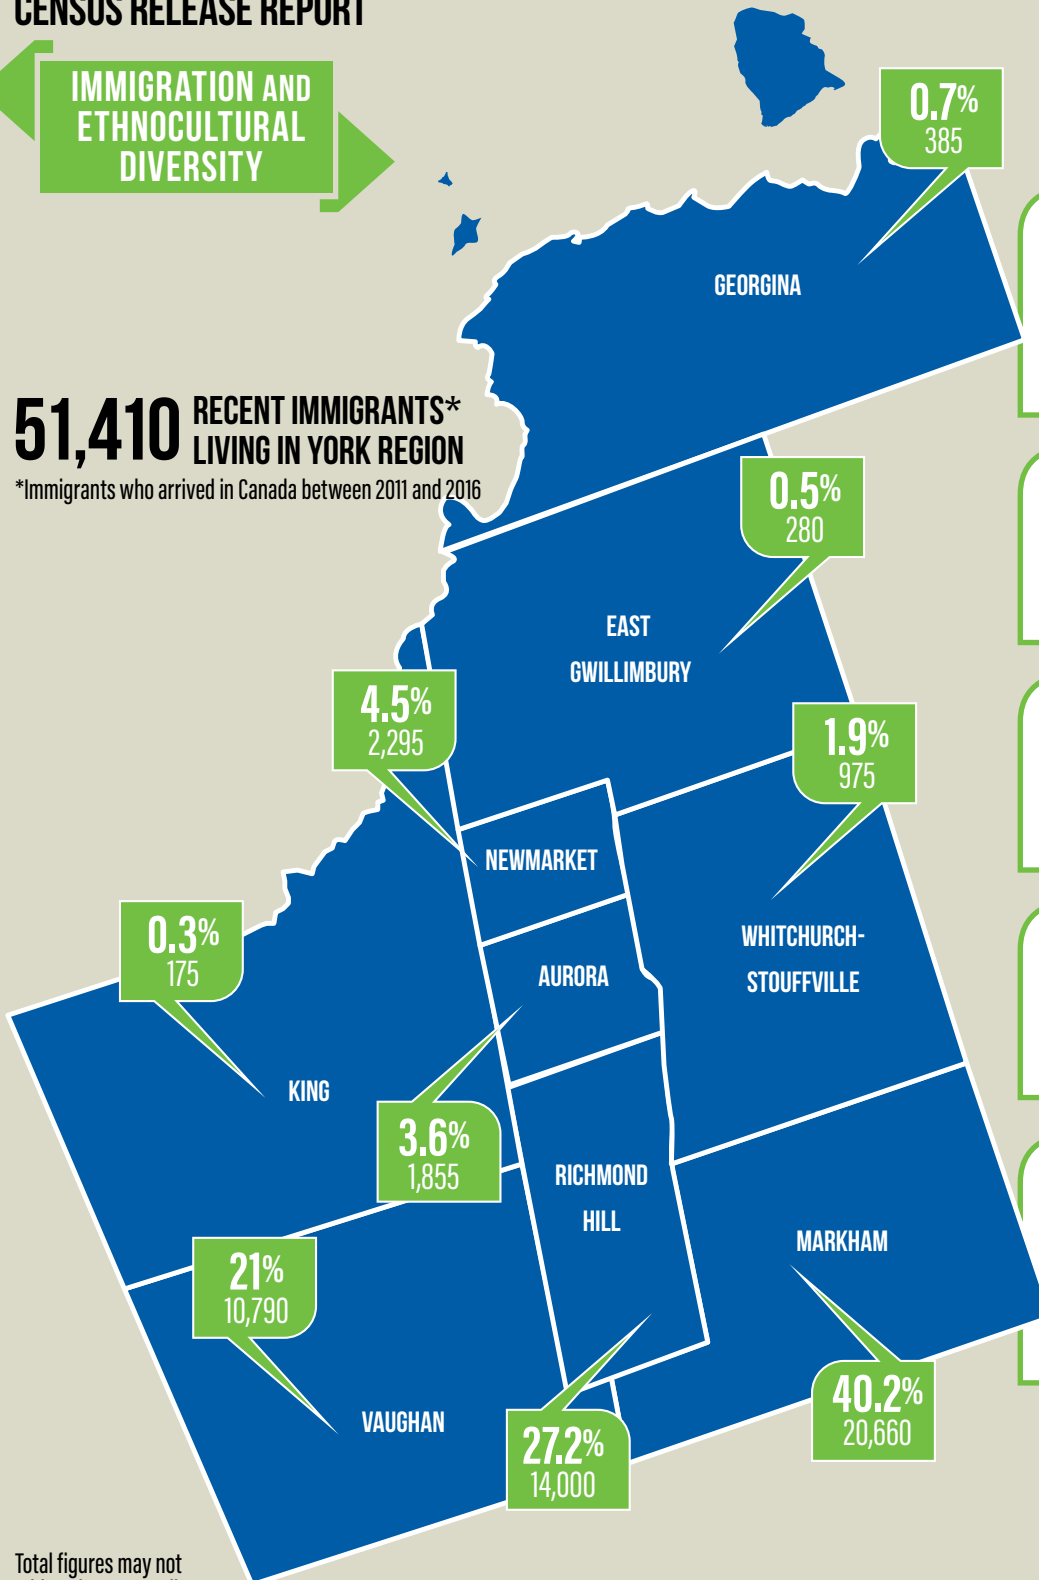 CENSUS RELEASE REPORT
IMMIGRATION AND
ETHNOCULTURAL
DIVERSITY
0.7%
385
GEORGINA
51,410 RECENT IMMIGRANTS*
LIVING IN YORK REGION
*Immigrants who arrived in Canada between 2011 and 2016
0.5%
280
EAST
GWILLIMBURY
4.5%
2,295
1.9%
975
NEWMARKET
WHITCHURCH-
STOUFFVILLE
0.3%
175
AURORA
KING
3.6%
1,855
RICHMOND
HILL
MARKHAM
21%
10,790
VAUGHAN
40.2%
20,660
27.2%
14,000
Total figures may not